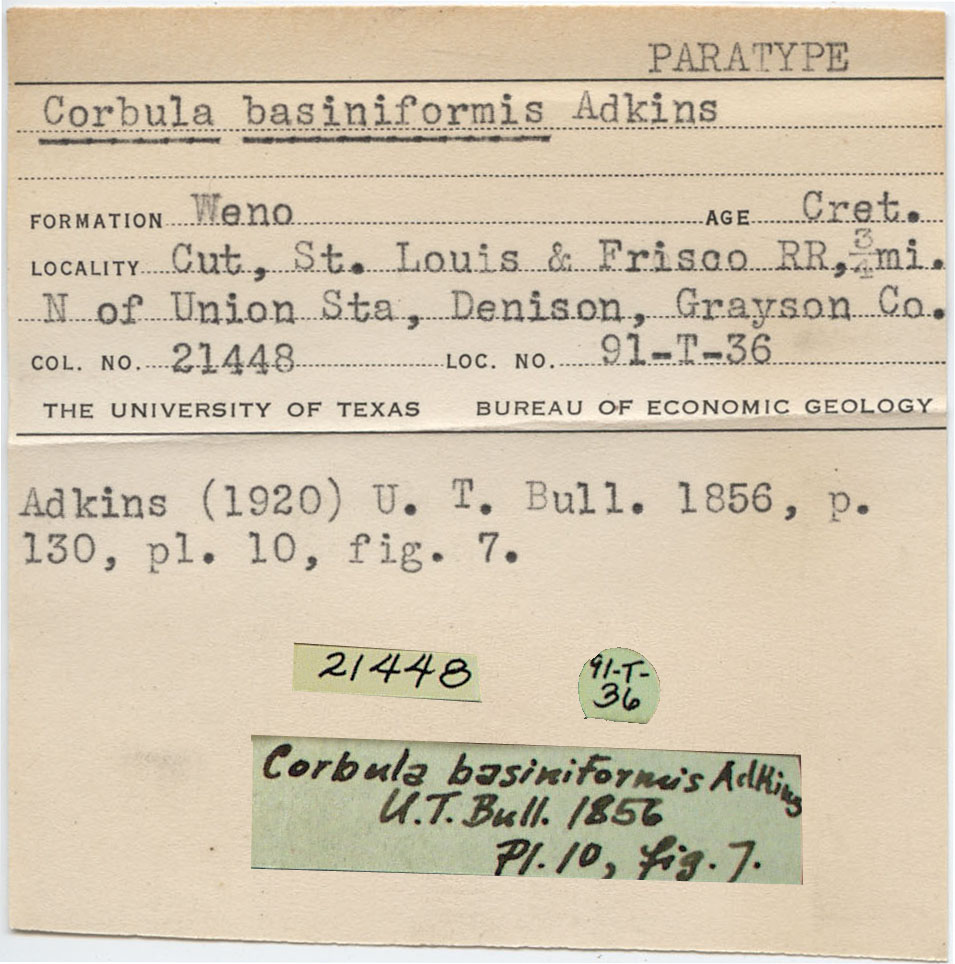 PARATYPE
Corbula basiniformis Adkins
FORMATION Weno AGE Cret.
LOCALITY Cut, St. Louis & Frisco RR, 3/4 mi.
N of Union Sta, Denison, Grayson Co.
COL. NO. 21448 LOC. NO. 91-T-36
THE UNIVERSITY OF TEXAS BUREAU OF ECONOMIC GEOLOGY
Adkins (1920) U. T. Bull. 1856, p.
130, pl. 10, fig. 7.
21448
91-T-
36
Corbula basiniformis Adkins
U.T. Bull. 1856
Pl. 10, fig. 7.